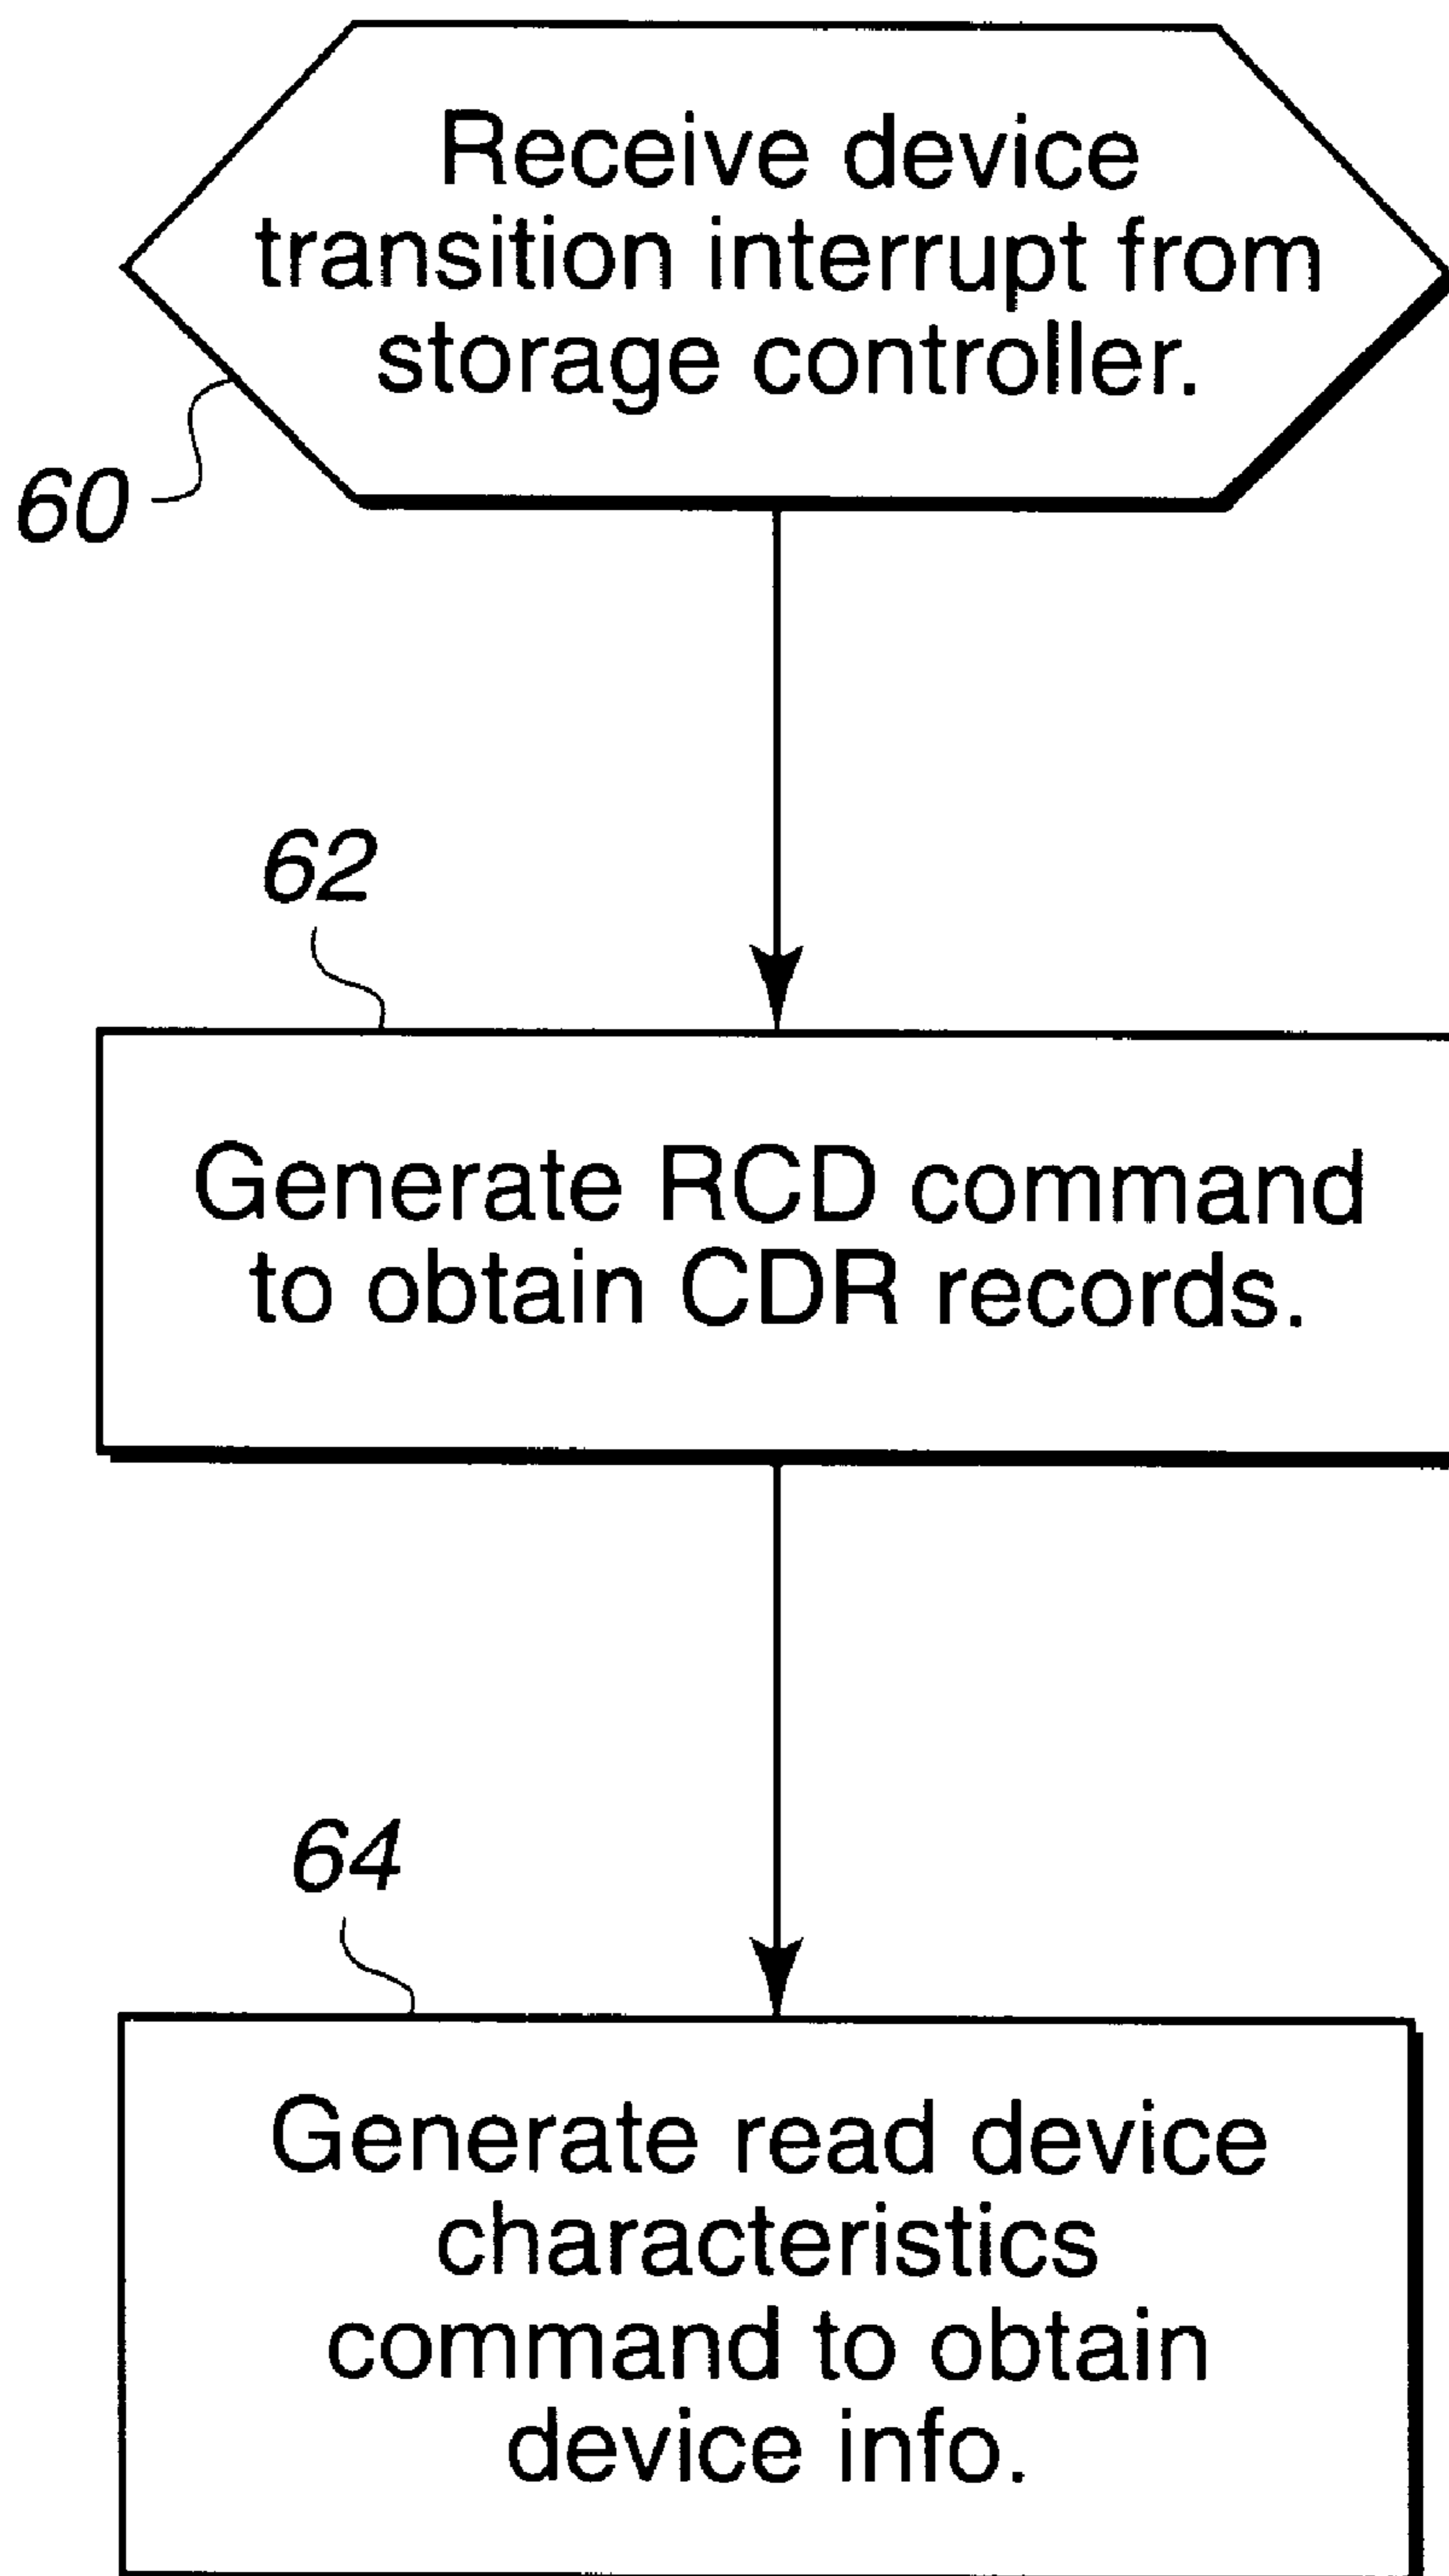 Receive device
transition interrupt from
storage controller.
60
62
Generate RCD command
to obtain CDR records.
64
Generate read device
characteristics
command to obtain
device info.